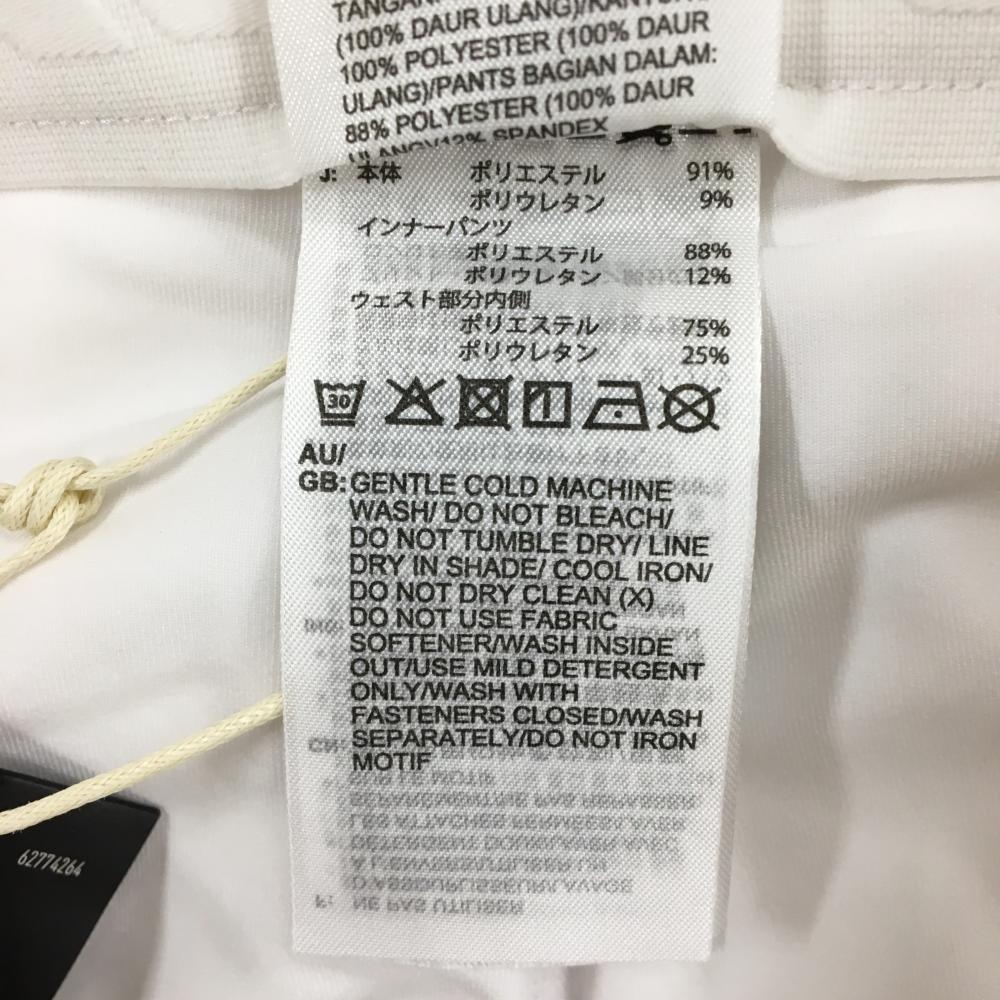 (100% DAUR ULANG)/
100% POLYESTER (100% DAUR
ULANG)/PANTS BAGIAN DALAM:
88% POLYESTER (100% DAUR
ULANG)/12% SPANDEX
J: 本体 ポリエステル 91%
ポリウレタン 9%
インナーパンツ
ポリエステル 88%
ポリウレタン 12%
ウェスト部分内側
ポリエステル 75%
ポリウレタン 25%
30
AU/
GB: GENTLE COLD MACHINE
WASH/ DO NOT BLEACH/
DO NOT TUMBLE DRY/ LINE
DRY IN SHADE/ COOL IRON/
DO NOT DRY CLEAN (X)
DO NOT USE FABRIC
SOFTENER/WASH INSIDE
OUT/USE MILD DETERGENT
ONLY/WASH WITH
FASTENERS CLOSED/WASH
SEPARATELY/DO NOT IRON
MOTIF
62774264